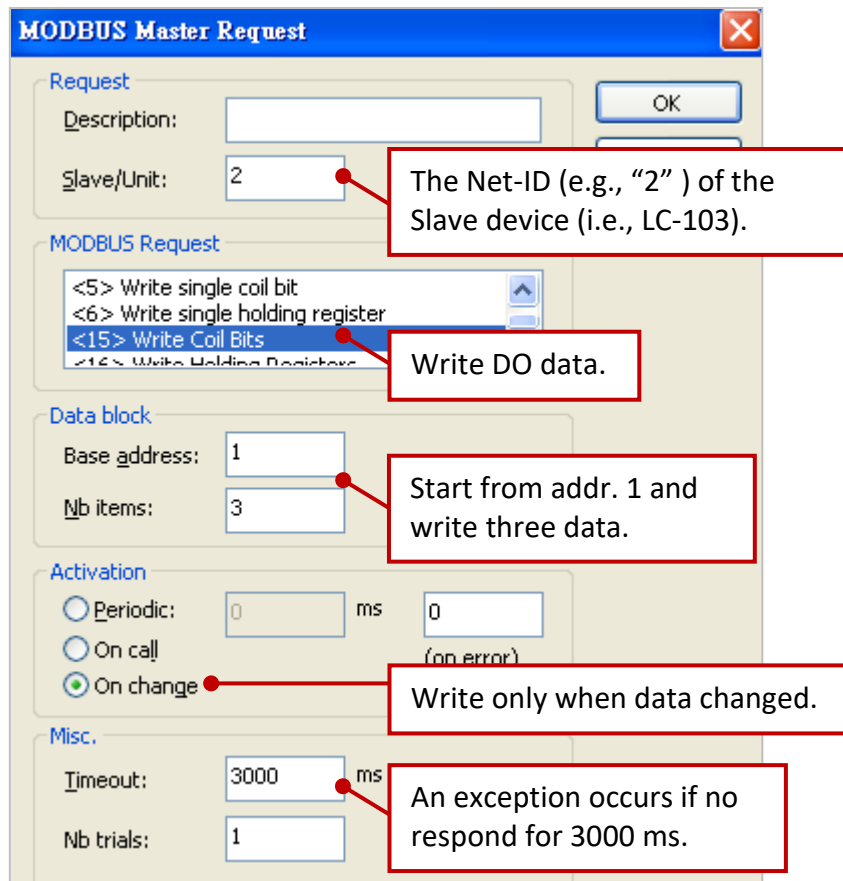 MODBUS Master Request
Request
OK
Description:
Slave/Unit:
2
The Net-ID (e.g., “2” ) of the
Slave device (i.e., LC-103).
MODBUS Request
<5> Write single coil bit
<6> Write single holding register
<15> Write Coil Bits
<16> Write Holding Registers
Write DO data.
Data block
Base address:
1
Nb items:
3
Start from addr. 1 and
write three data.
Activation
Periodic:
0
ms
0
On call
(on error)
On change
Write only when data changed.
Misc.
Timeout:
3000
ms
An exception occurs if no
respond for 3000 ms.
Nb trials:
1